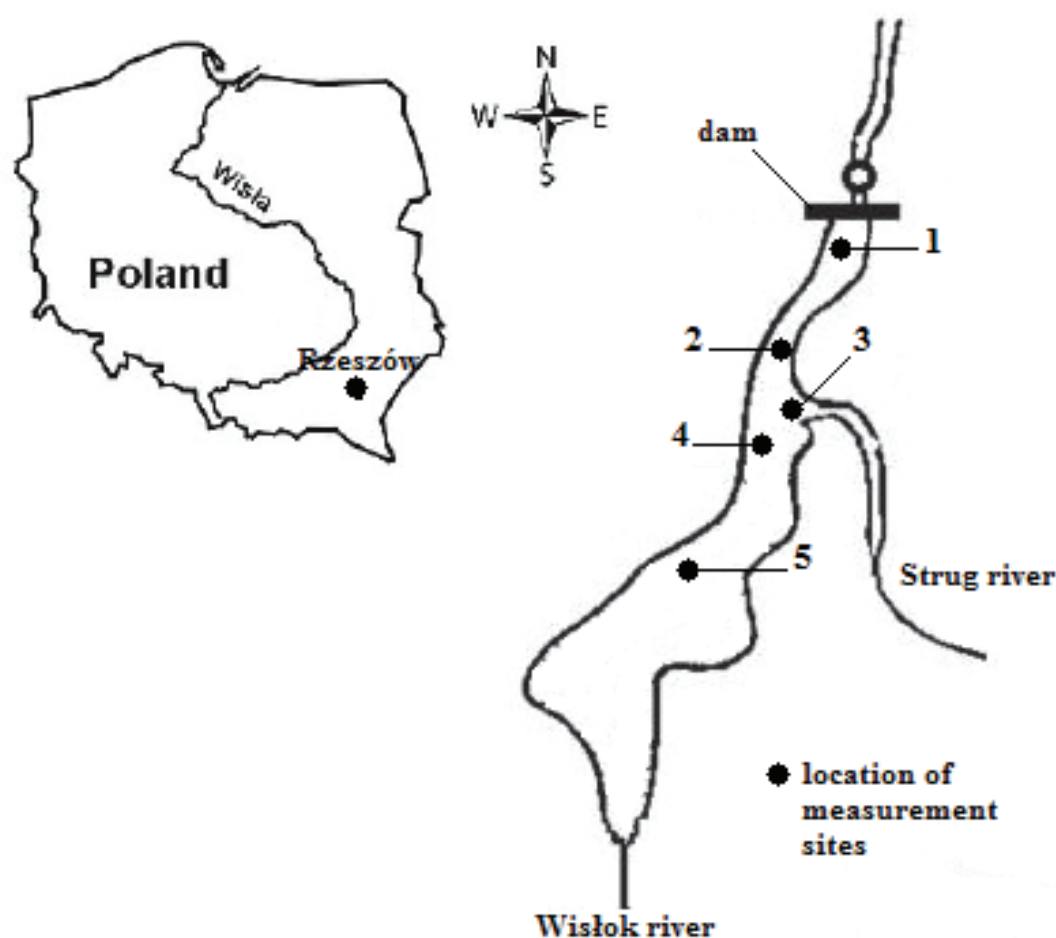 N
W
E
S
Wisła
Poland
Rzeszów
dam
1
2
3
4
5
Strug river
location of
measurement
sites
Wisłok river